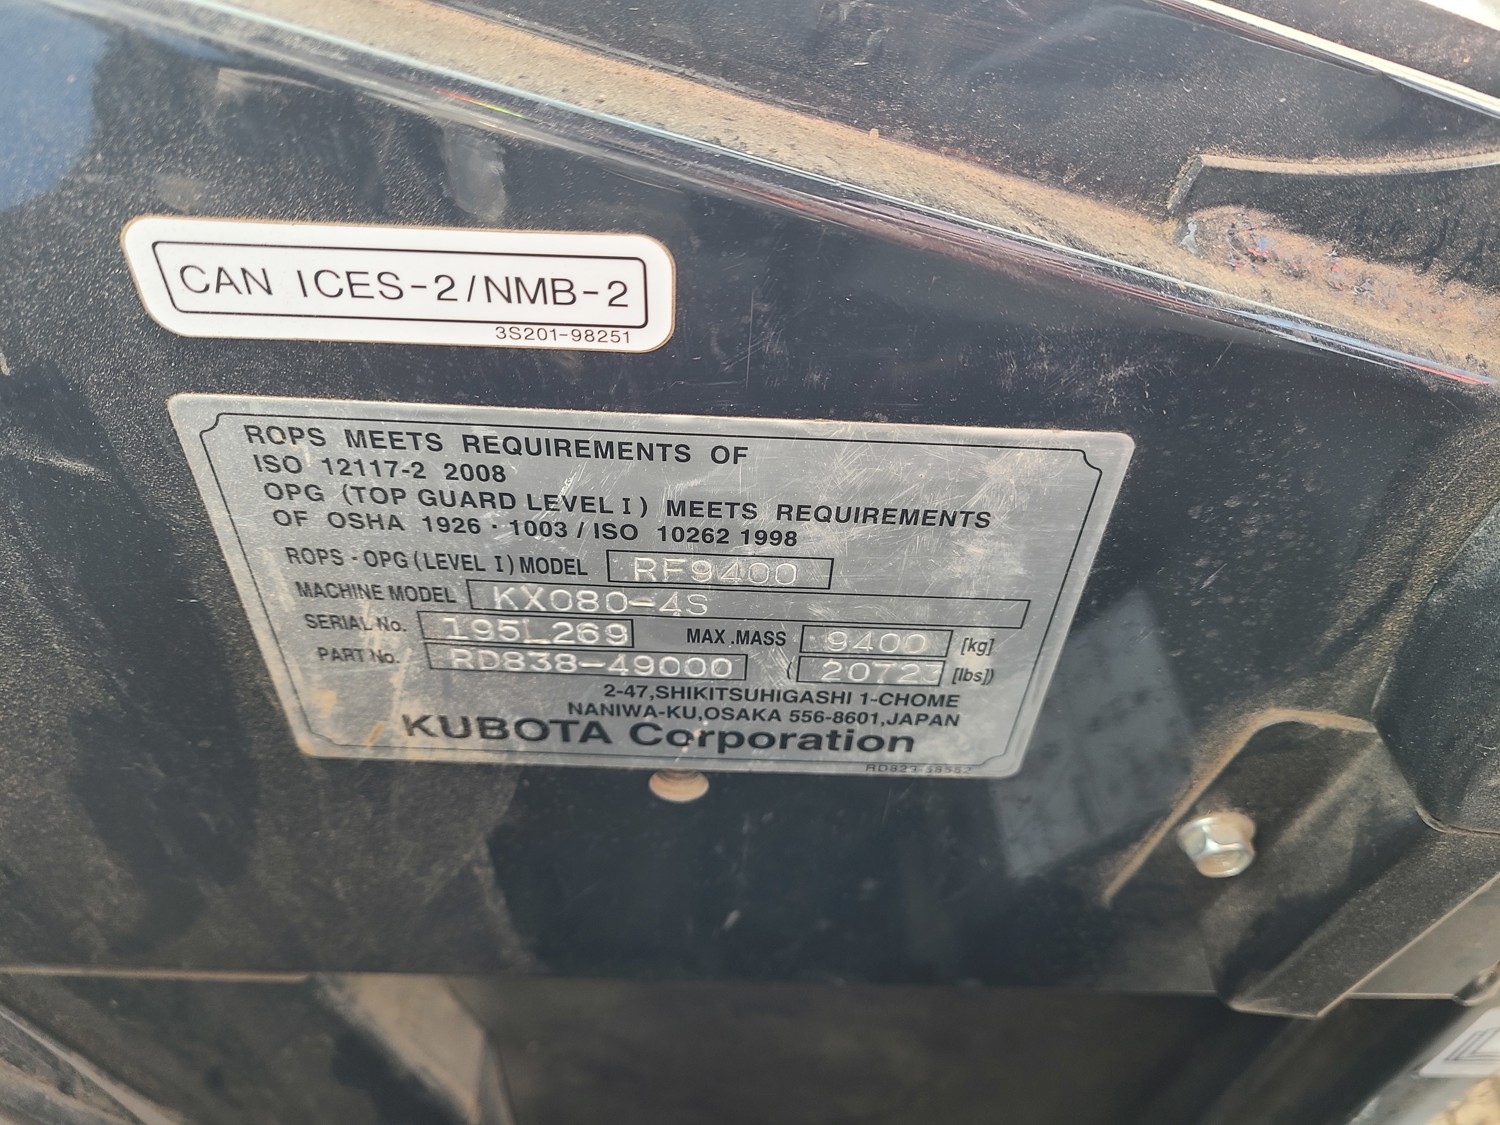 CAN ICES-2/NMB-2
3S201-98251
ROPS MEETS REQUIREMENTS OF
ISO 12117-2 2008
OPG (TOP GUARD LEVEL I) MEETS REQUIREMENTS
OF OSHA 1926・1003 / ISO 10262 1998
ROPS - OPG (LEVEL I) MODEL RF9400
MACHINE MODEL KX080-4S
SERIAL No. 195L269 MAX.MASS 9400 [kg]
PART No. RD838-49000 (20723 [lbs])
2-47,SHIKITSUHIGASHI 1-CHOME
NANIWA-KU,OSAKA 556-8601,JAPAN
KUBOTA Corporation